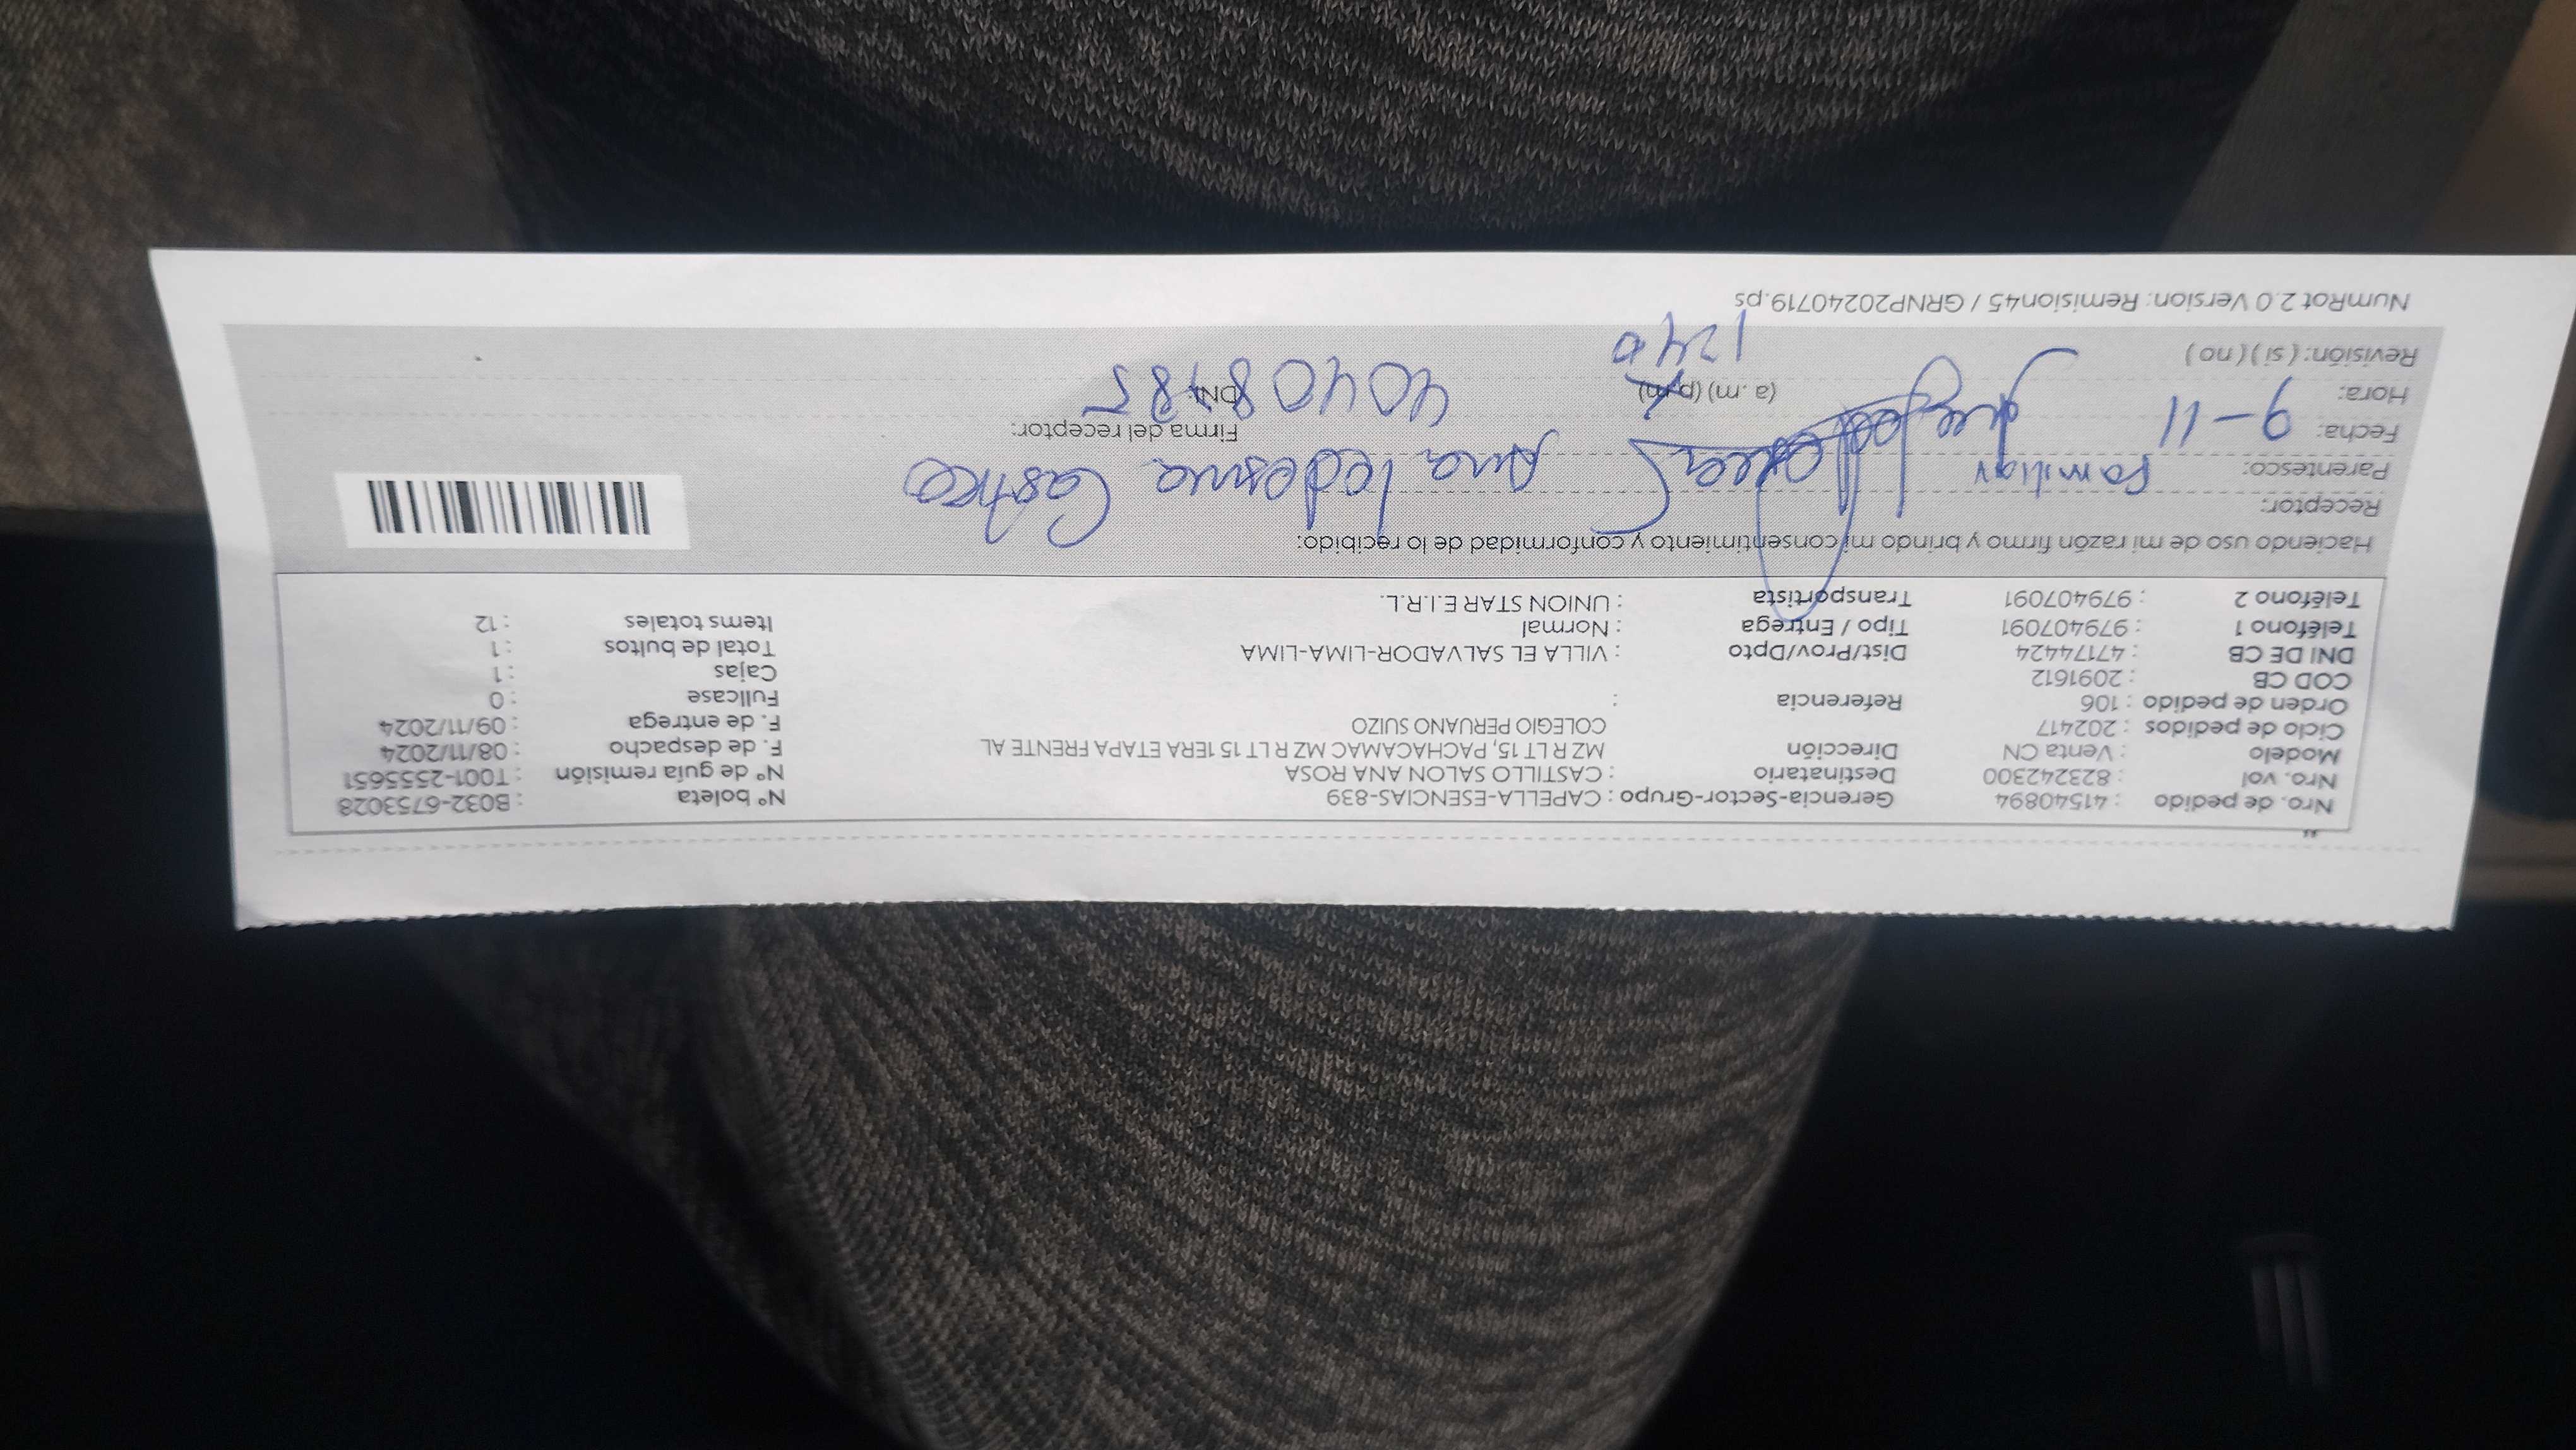 Nro. de pedido : 41540894 Gerencia-Sector-Grupo : CAPELLA-ESENCIAS-839 N° boleta : B032-6753028
Nro. vol : 823242300 Destinatario : CASTILLO SALON ANA ROSA N° de guía remisión : T001-2555651
Modelo : Venta CN Dirección MZ R LT 15, PACHACAMAC MZ R LT 15 1ERA ETAPA FRENTE AL F. de despacho : 08/11/2024
Ciclo de pedidos : 202417 COLEGIO PERUANO SUIZO F. de entrega : 09/11/2024
Orden de pedido : 106 Referencia : Fullcase : 0
COD CB : 2091612 Cajas : 1
DNI DE CB : 47174424 Dist/Prov/Dpto : VILLA EL SALVADOR-LIMA-LIMA Total de bultos : 1
Teléfono 1 : 979407091 Tipo / Entrega : Normal Items totales : 12
Teléfono 2 : 979407091 Transportista : UNION STAR E.I.R.L.
Haciendo uso de mi razón firmo y brindo mi consentimiento y conformidad de lo recibido:
Receptor: Ana Ledesma Castro
Parentesco: Familiar
Fecha: 9-11 Firma del receptor:
Hora: (a.m) (p.m) DNI:
Revisión: (si) (no) 1240
NumRot 2.0 Version: Remision45 / GRNP20240719.ps